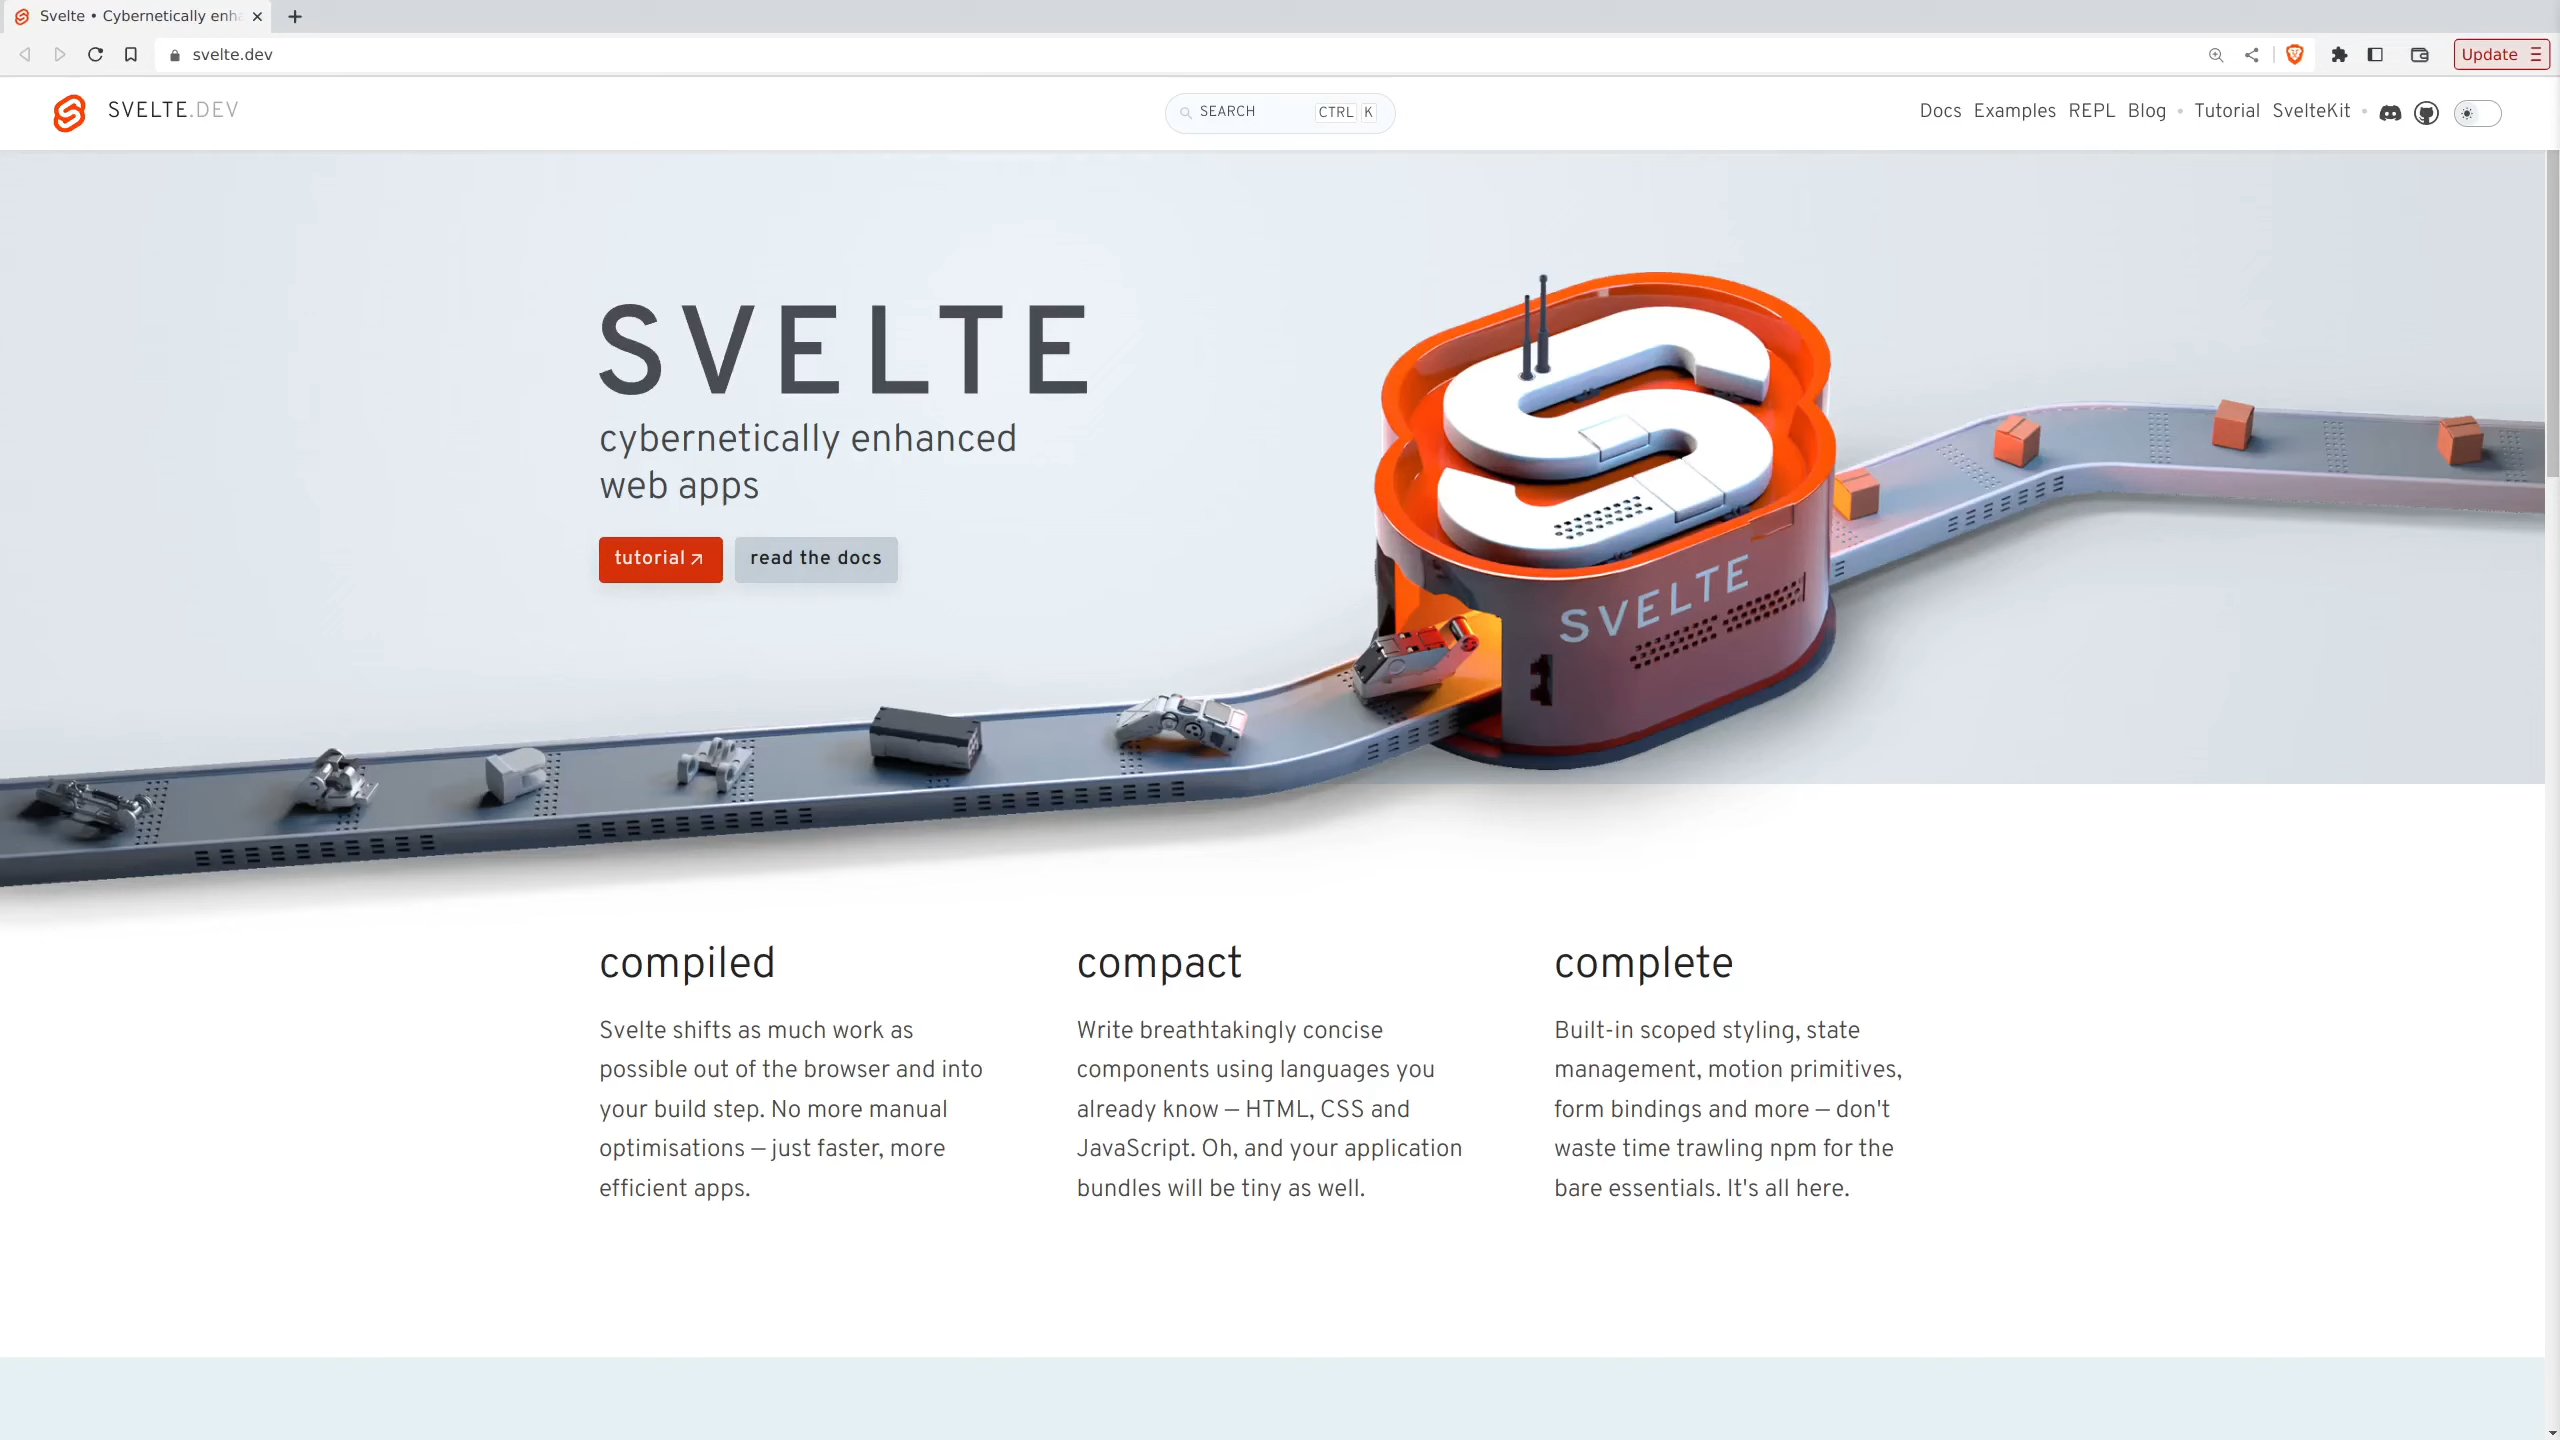 Svelte • Cybernetically enh
svelte.dev
Update
SVELTE.DEV
SEARCH
CTRL K
Docs Examples REPL Blog • Tutorial SvelteKit •
SVELTE
cybernetically enhanced
web apps
tutorial
read the docs
SVELTE
compiled
Svelte shifts as much work as
possible out of the browser and into
your build step. No more manual
optimisations — just faster, more
efficient apps.
compact
Write breathtakingly concise
components using languages you
already know — HTML, CSS and
JavaScript. Oh, and your application
bundles will be tiny as well.
complete
Built-in scoped styling, state
management, motion primitives,
form bindings and more — don't
waste time trawling npm for the
bare essentials. It's all here.